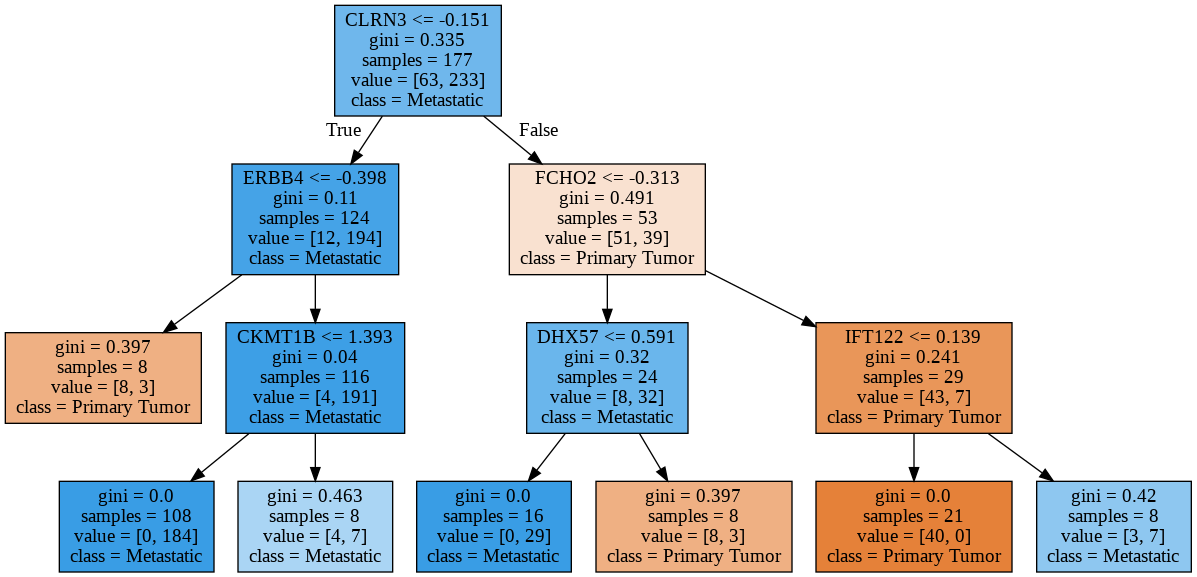 CLRN3 <= -0.151
gini = 0.335
samples = 177
value = [63, 233]
class = Metastatic
True
False
ERBB4 <= -0.398
gini = 0.11
samples = 124
value = [12, 194]
class = Metastatic
FCHO2 <= -0.313
gini = 0.491
samples = 53
value = [51, 39]
class = Primary Tumor
gini = 0.397
samples = 8
value = [8, 3]
class = Primary Tumor
CKMT1B <= 1.393
gini = 0.04
samples = 116
value = [4, 191]
class = Metastatic
DHX57 <= 0.591
gini = 0.32
samples = 24
value = [8, 32]
class = Metastatic
IFT122 <= 0.139
gini = 0.241
samples = 29
value = [43, 7]
class = Primary Tumor
gini = 0.0
samples = 108
value = [0, 184]
class = Metastatic
gini = 0.463
samples = 8
value = [4, 7]
class = Metastatic
gini = 0.0
samples = 16
value = [0, 29]
class = Metastatic
gini = 0.397
samples = 8
value = [8, 3]
class = Primary Tumor
gini = 0.0
samples = 21
value = [40, 0]
class = Primary Tumor
gini = 0.42
samples = 8
value = [3, 7]
class = Metastatic